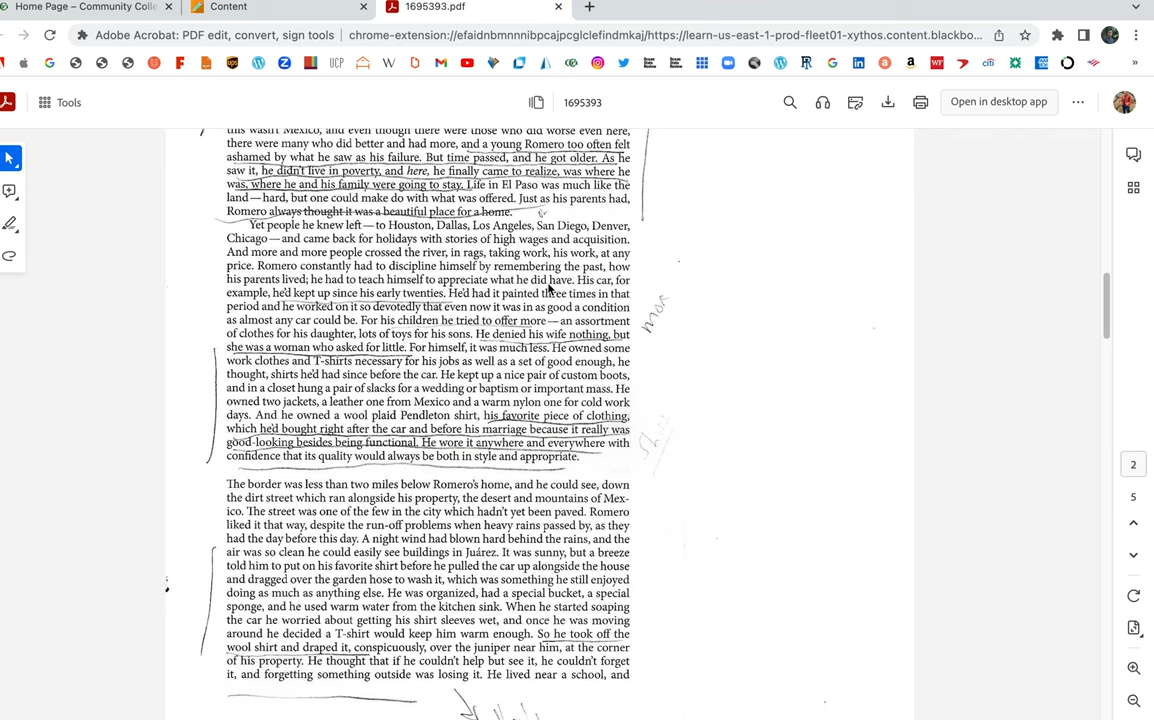 Home Page – Community Colle
Content
1695393.pdf
Adobe Acrobat: PDF edit, convert, sign tools
chrome-extension://efaidnbmnnnibpcajpcglclefindmkaj/https://learn-us-east-1-prod-fleet01-xythos.content.blackbo...
Tools
1695393
Open in desktop app
this wasn't Mexico, and even though there were those who did worse even here,
there were many who did better and had more, and a young Romero too often felt
ashamed by what he saw as his failure. But time passed, and he got older. As he
saw it, he didn't live in poverty, and here, he finally came to realize, was where he
was, where he and his family were going to stay. Life in El Paso was much like the
land—hard, but one could make do with what was offered. Just as his parents had,
Romero always thought it was a beautiful place for a home.
Yet people he knew left—to Houston, Dallas, Los Angeles, San Diego, Denver,
Chicago—and came back for holidays with stories of high wages and acquisition.
And more and more people crossed the river, in rags, taking work, his work, at any
price. Romero constantly had to discipline himself by remembering the past, how
his parents lived; he had to teach himself to appreciate what he did have. His car, for
example, he'd kept up since his early twenties. He'd had it painted three times in that
period and he worked on it so devotedly that even now it was in as good a condition
as almost any car could be. For his children he tried to offer more—an assortment
of clothes for his daughter, lots of toys for his sons. He denied his wife nothing, but
she was a woman who asked for little. For himself, it was much less. He owned some
work clothes and T-shirts necessary for his jobs as well as a set of good enough, he
thought, shirts he'd had since before the car. He kept up a nice pair of custom boots,
and in a closet hung a pair of slacks for a wedding or baptism or important mass. He
owned two jackets, a leather one from Mexico and a warm nylon one for cold work
days. And he owned a wool plaid Pendleton shirt, his favorite piece of clothing,
which he'd bought right after the car and before his marriage because it really was
good-looking besides being functional. He wore it anywhere and everywhere with
confidence that its quality would always be both in style and appropriate.
The border was less than two miles below Romero's home, and he could see, down
the dirt street which ran alongside his property, the desert and mountains of Mex-
ico. The street was one of the few in the city which hadn't yet been paved. Romero
liked it that way, despite the run-off problems when heavy rains passed by, as they
had the day before this day. A night wind had blown hard behind the rains, and the
air was so clean he could easily see buildings in Juárez. It was sunny, but a breeze
told him to put on his favorite shirt before he pulled the car up alongside the house
and dragged over the garden hose to wash it, which was something he still enjoyed
doing as much as anything else. He was organized, had a special bucket, a special
sponge, and he used warm water from the kitchen sink. When he started soaping
the car he worried about getting his shirt sleeves wet, and once he was moving
around he decided a T-shirt would keep him warm enough. So he took off the
wool shirt and draped it, conspicuously, over the juniper near him, at the corner
of his property. He thought that if he couldn't help but see it, he couldn't forget
it, and forgetting something outside was losing it. He lived near a school, and
2
5